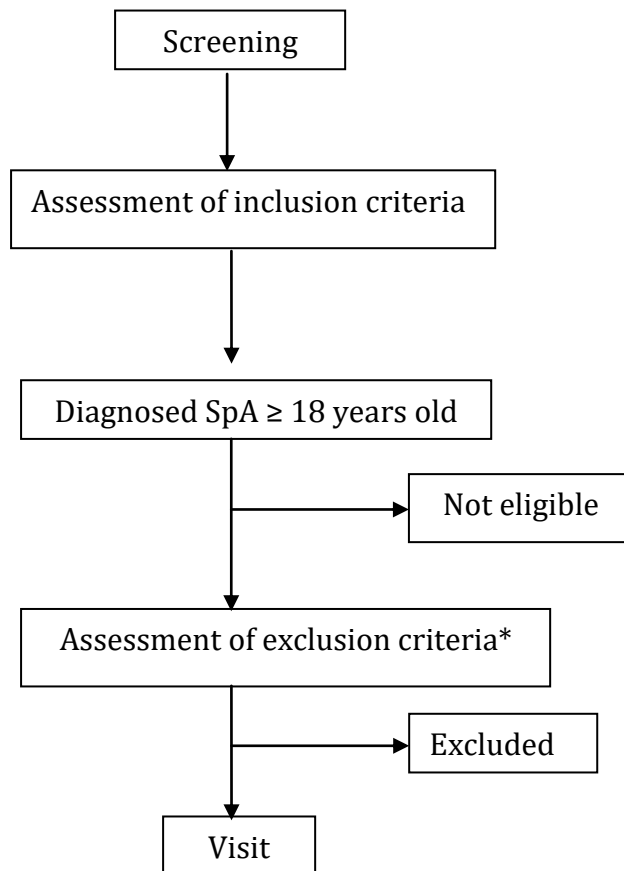 Screening
Assessment of inclusion criteria
Diagnosed SpA ≥ 18 years old
Not eligible
Assessment of exclusion criteria*
Excluded
Visit